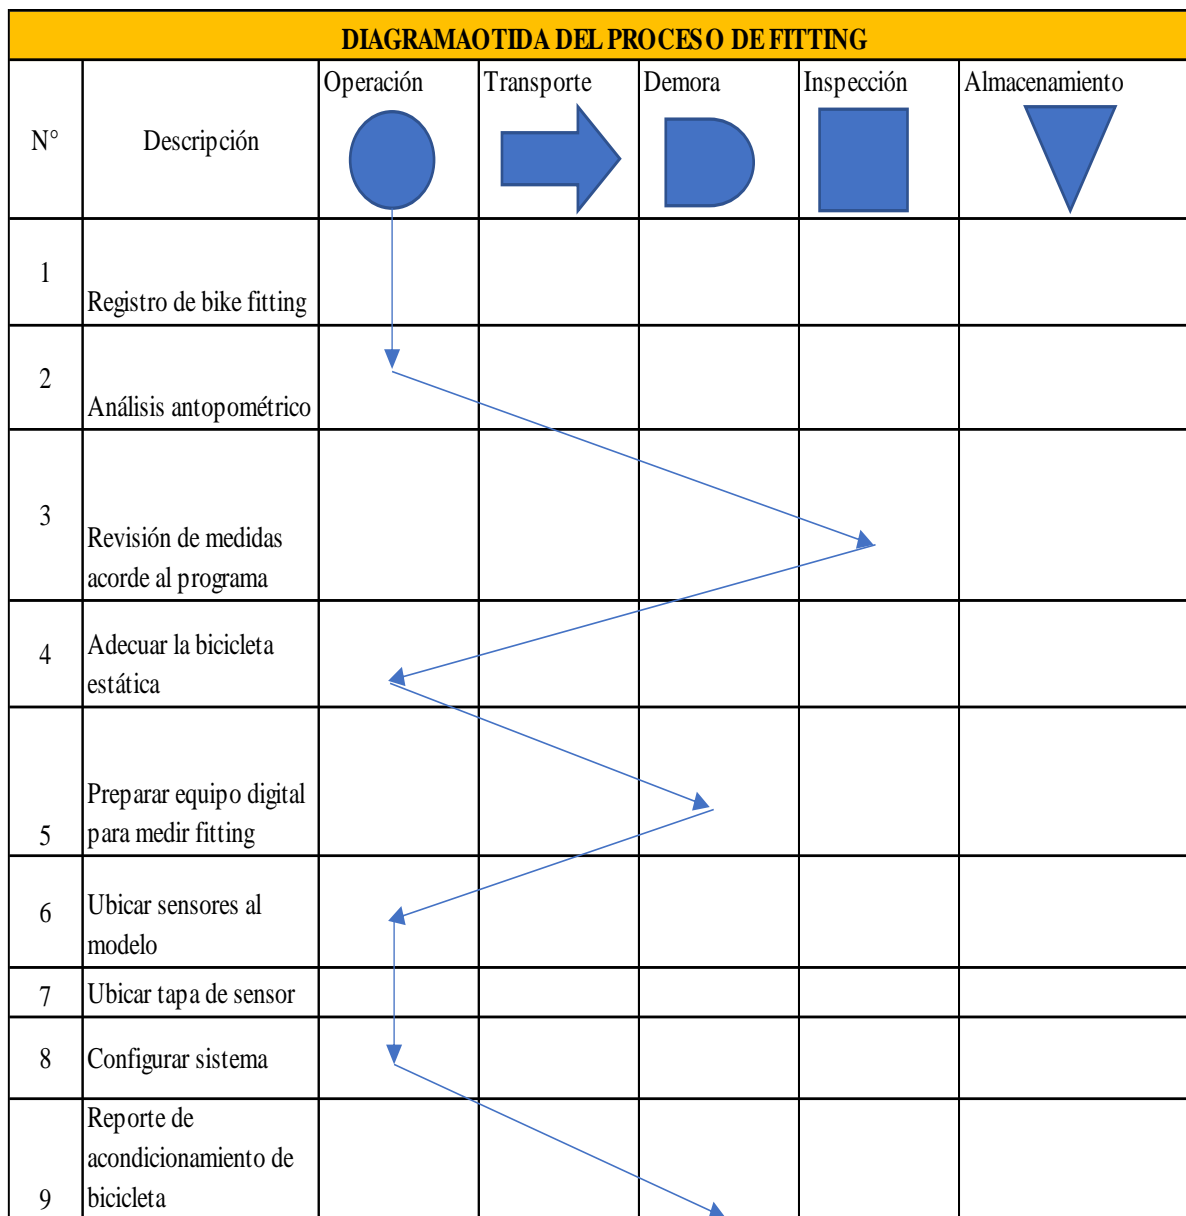 DIAGRAMAOTIDA DEL PROCESO DE FITTING
N°
Descripción
Operación
Transporte
Demora
Inspección
Almacenamiento
1
Registro de bike fitting
2
Análisis antopométrico
3
Revisión de medidas
acorde al programa
4
Adecuar la bicicleta
estática
5
Preparar equipo digital
para medir fitting
6
Ubicar sensores al
modelo
7
Ubicar tapa de sensor
8
Configurar sistema
9
Reporte de
acondicionamiento de
bicicleta